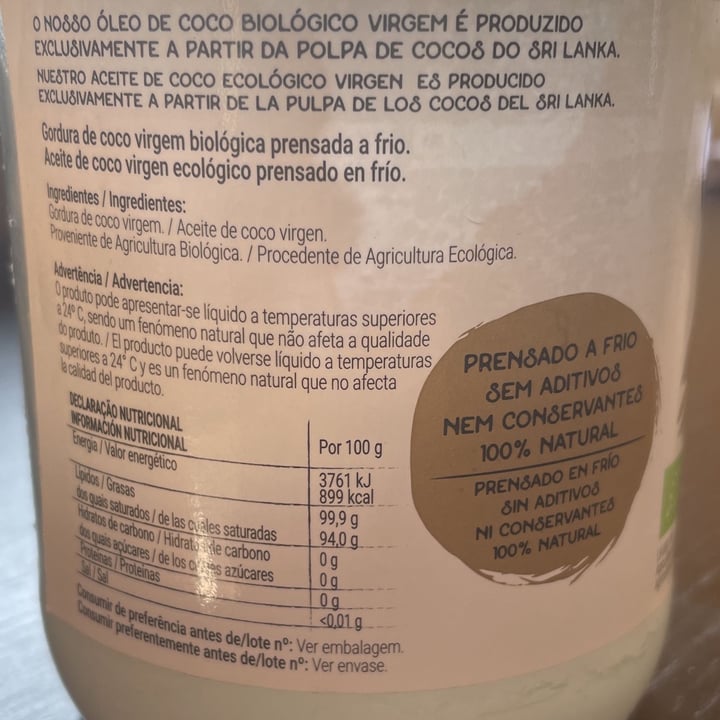 O NOSSO ÓLEO DE COCO BIOLÓGICO VIRGEM É PRODUZIDO
EXCLUSIVAMENTE A PARTIR DA POLPA DE COCOS DO SRI LANKA.
NUESTRO ACEITE DE COCO ECOLÓGICO VIRGEN ES PRODUCIDO
EXCLUSIVAMENTE A PARTIR DE LA PULPA DE LOS COCOS DEL SRI LANKA.
Gordura de coco virgem biológica prensada a frio.
Aceite de coco virgen ecológico prensado en frío.
Ingredientes / Ingredientes:
Gordura de coco virgem. / Aceite de coco virgen.
Proveniente de Agricultura Biológica. / Procedente de Agricultura Ecológica.
Advertência / Advertencia:
O produto pode apresentar-se líquido a temperaturas superiores
a 24º C, sendo um fenómeno natural que não afeta a qualidade
do produto. / El producto puede volverse líquido a temperaturas
superiores a 24° C y es un fenómeno natural que no afecta
la calidad del producto.
PRENSADO A FRIO
SEM ADITIVOS
NEM CONSERVANTES
100% NATURAL
PRENSADO EN FRÍO
SIN ADITIVOS
NI CONSERVANTES
100% NATURAL
DECLARAÇÃO NUTRICIONAL
INFORMACIÓN NUTRICIONAL
Por 100 g
Energia / Valor energético
3761 kJ
899 kcal
Lípidos / Grasas
99,9 g
dos quais saturados / de las cuales saturadas
94,0 g
Hidratos de carbono / Hidratos de carbono
0 g
dos quais açúcares / de los cuales azúcares
0 g
Proteínas / Proteínas
0 g
Sal / Sal
<0,01 g
Consumir de preferência antes de/lote nº: Ver embalagem.
Consumir preferentemente antes de/lote nº: Ver envase.